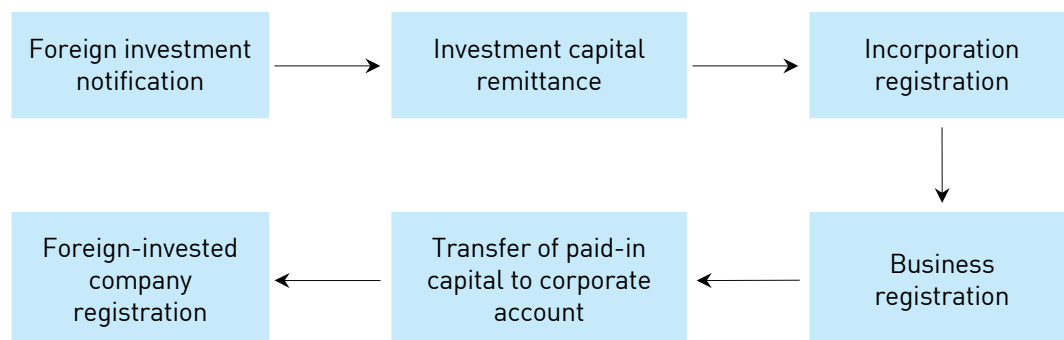 Foreign investment
notification
Investment capital
remittance
Incorporation
registration
Business
registration
Transfer of paid-in
capital to corporate
account
Foreign-invested
company
registration